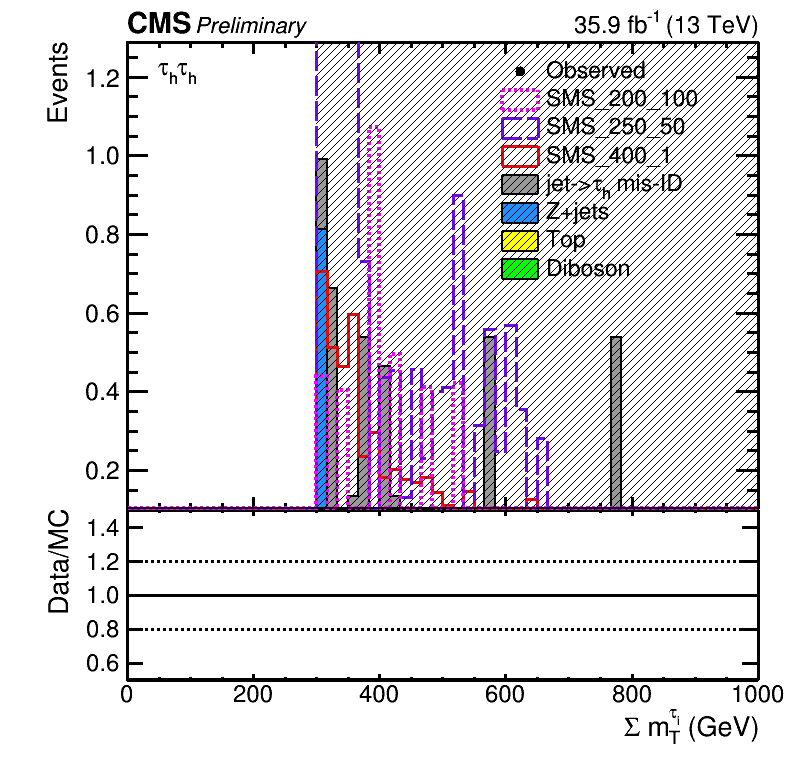 CMS Preliminary 35.9 fb⁻¹ (13 TeV)
Events
τhτh
Observed
SMS_200_100
SMS_250_50
SMS_400_1
jet->τh mis-ID
Z+jets
Top
Diboson
1.2
1.0
0.8
0.6
0.4
0.2
Data/MC
1.4
1.2
1.0
0.8
0.6
0 200 400 600 800 1000
Σ mT^τi (GeV)